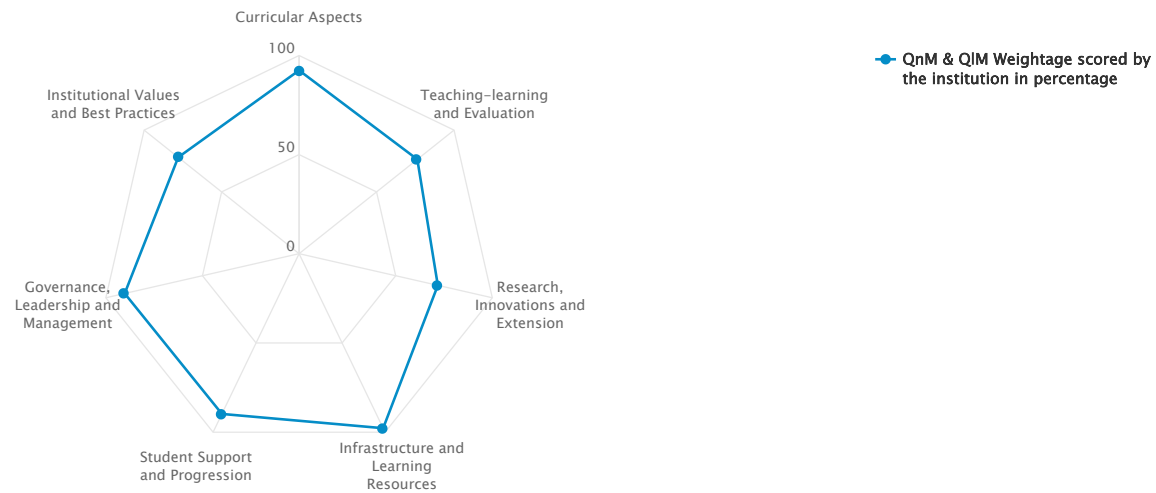 Curricular Aspects
100
50
0
Teaching-learning
and Evaluation
Research,
Innovations and
Extension
Infrastructure and
Learning
Resources
Student Support
and Progression
Governance,
Leadership and
Management
Institutional Values
and Best Practices
QnM & QlM Weightage scored by
the institution in percentage